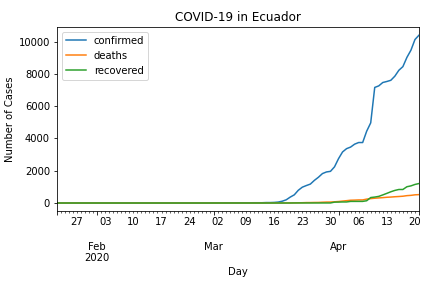 COVID-19 in Ecuador
confirmed
deaths
recovered
Number of Cases
10000
8000
6000
4000
2000
0
27 03 10 17 24 02 09 16 23 30 06 13 20
Feb Mar Apr
2020
Day